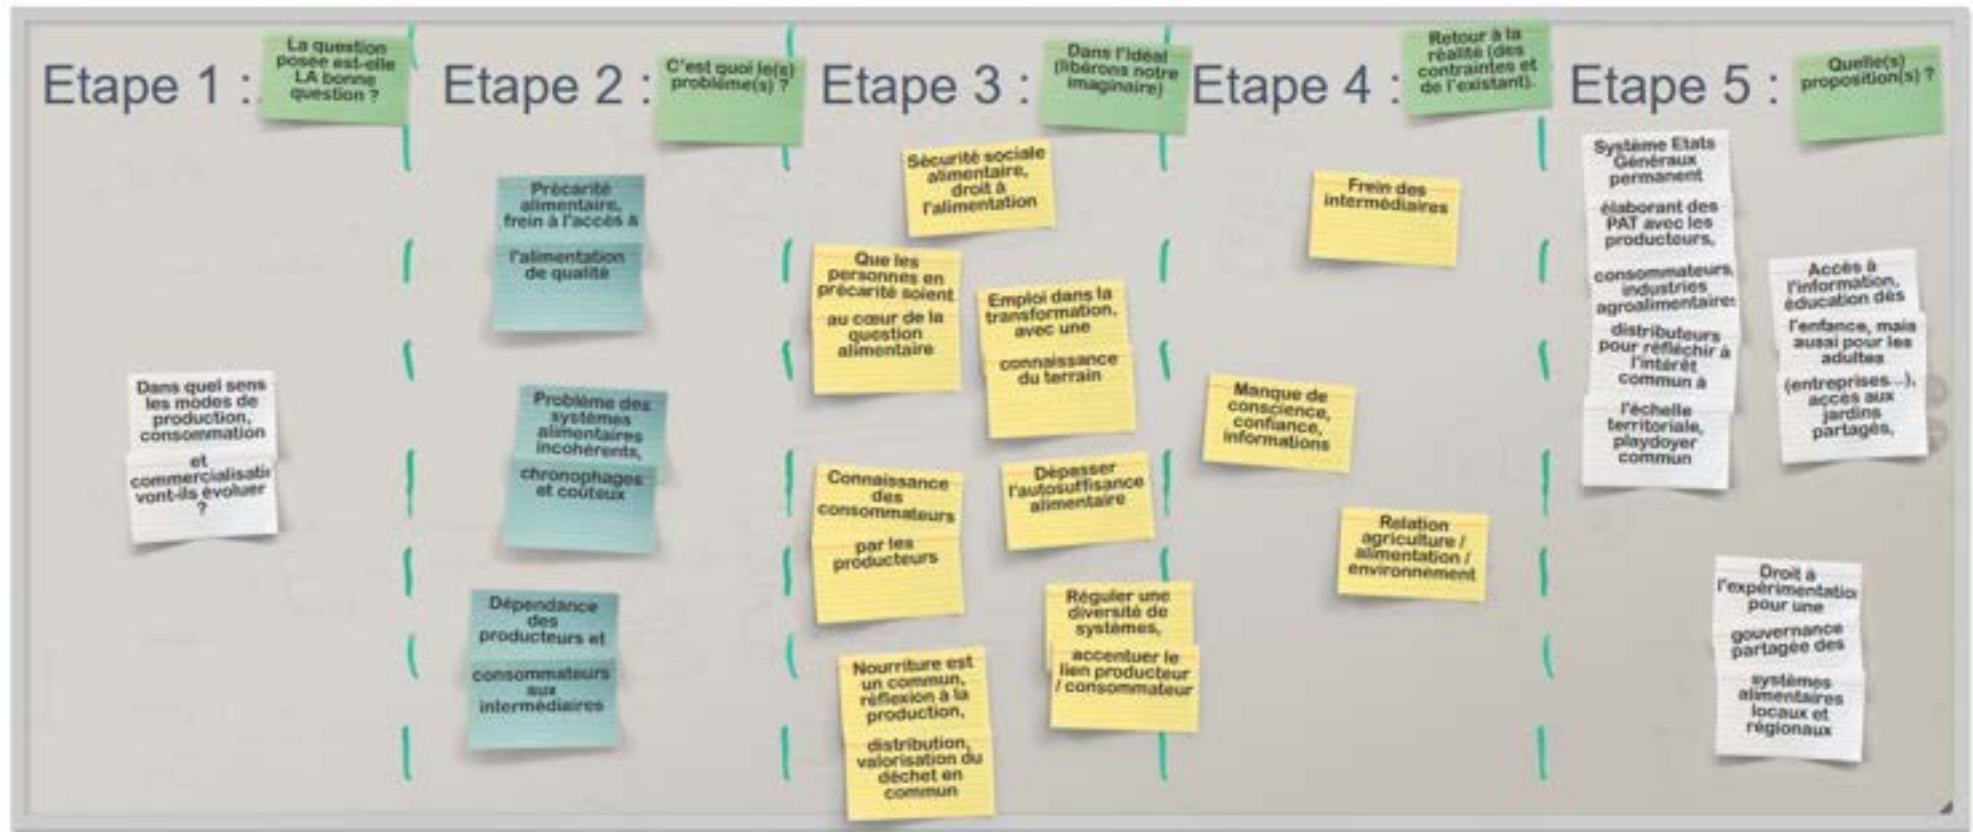 Etape 1 :
La question
posée est-elle
LA bonne
question ?
Dans quel sens
les modes de
production,
consommation
et
commercialisati
vont-ils évoluer
?
Etape 2 :
C'est quoi le(s)
problème(s) ?
Précarité
alimentaire,
frein à l'accès à
l'alimentation
de qualité
Problème des
systèmes
alimentaires
incohérents,
chronophages
et coûteux
Dépendance
des
producteurs et
consommateurs
aux
intermédiaires
Etape 3 :
Dans l'idéal
(libérons notre
imaginaire)
Sécurité sociale
alimentaire,
droit à
l'alimentation
Que les
personnes en
précarité soient
au cœur de la
question
alimentaire
Emploi dans la
transformation,
avec une
connaissance
du terrain
Connaissance
des
consommateurs
par les
producteurs
Dépasser
l'autosuffisance
alimentaire
Réguler une
diversité de
systèmes,
accentuer le
lien producteur
/ consommateur
Nourriture est
un commun,
réflexion à la
production,
distribution,
valorisation du
déchet en
commun
Etape 4 :
Retour à la
réalité (des
contraintes et
de l'existant).
Frein des
intermédiaires
Manque de
conscience,
confiance,
informations
Relation
agriculture /
alimentation /
environnement
Etape 5 :
Quelle(s)
proposition(s) ?
Système Etats
Généraux
permanent
élaborant des
PAT avec les
producteurs,
consommateurs,
industries
agroalimentaires
distributeurs
pour réfléchir à
l'intérêt
commun à
l'échelle
territoriale,
playdoyer
commun
Accès à
l'information,
éducation dès
l'enfance, mais
aussi pour les
adultes
(entreprises...),
accès aux
jardins
partagés,
Droit à
l'expérimentatio
pour une
gouvernance
partagée des
systèmes
alimentaires
locaux et
régionaux